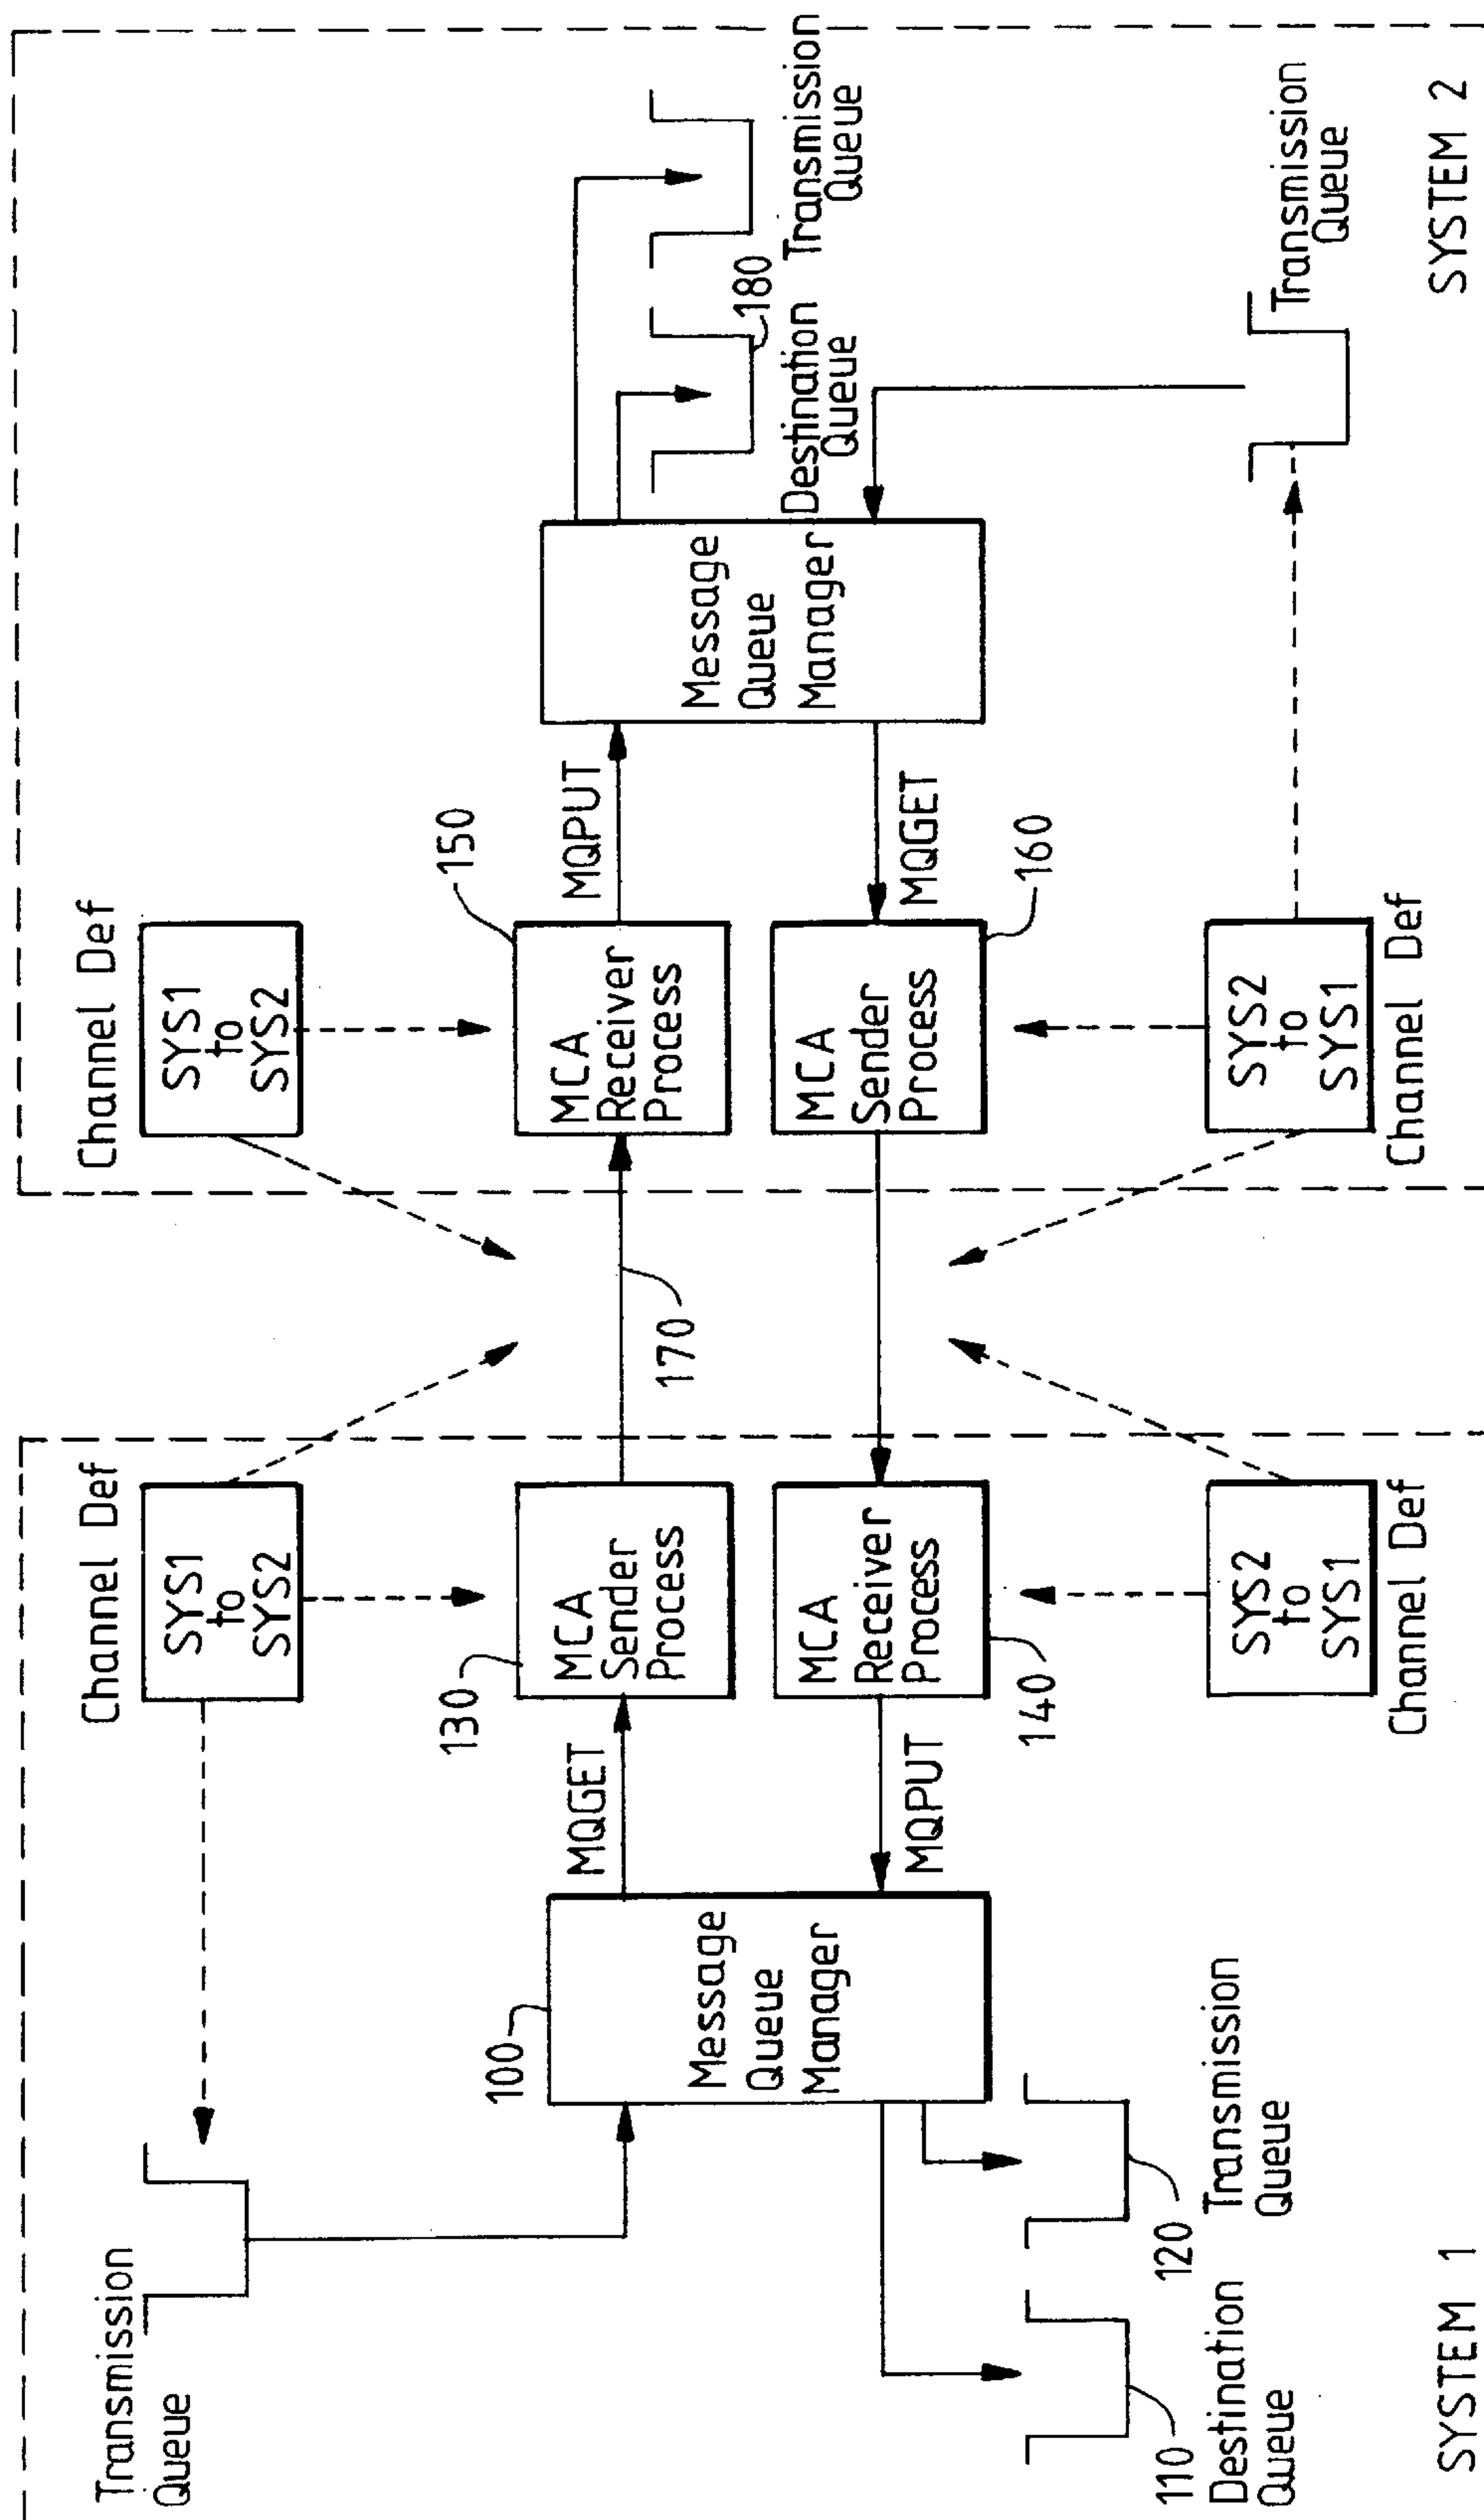 Transmission
Queue
Channel Def
SYS1
to
SYS2
Channel Def
SYS1
to
SYS2
100
Message
Queue
Manager
MQGET
MQPUT
130
MCA
Sender
Process
140
MCA
Receiver
Process
170
150
MCA
Receiver
Process
160
MCA
Sender
Process
MQPUT
MQGET
Message
Queue
Manager
180
Destination
Queue
Transmission
Queue
110
Destination
Queue
120
Transmission
Queue
SYS2
to
SYS1
Channel Def
SYS2
to
SYS1
Channel Def
Transmission
Queue
SYSTEM 1
SYSTEM 2